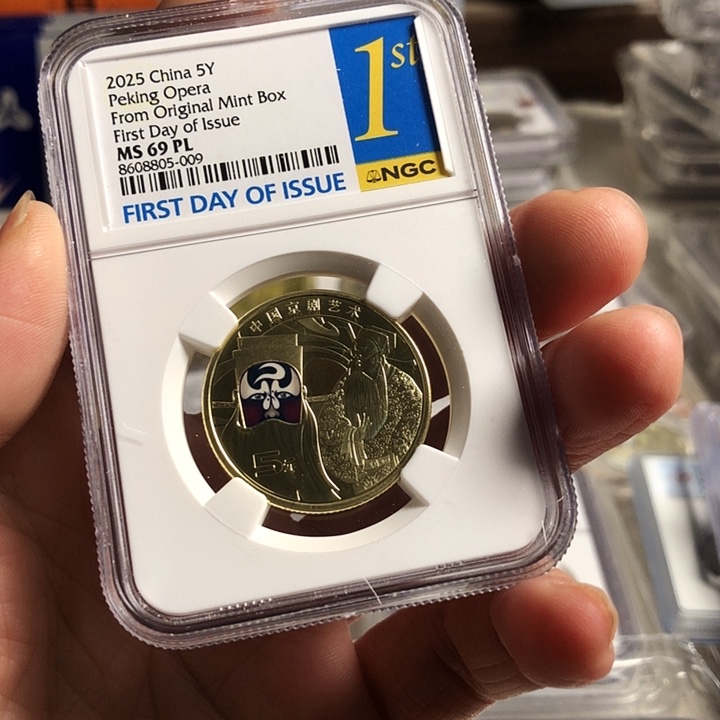 2025 China 5Y
Peking Opera
From Original Mint Box
First Day of Issue
MS 69 PL
8608805-009
FIRST DAY OF ISSUE
1st
NGC
中国京剧艺术
5元